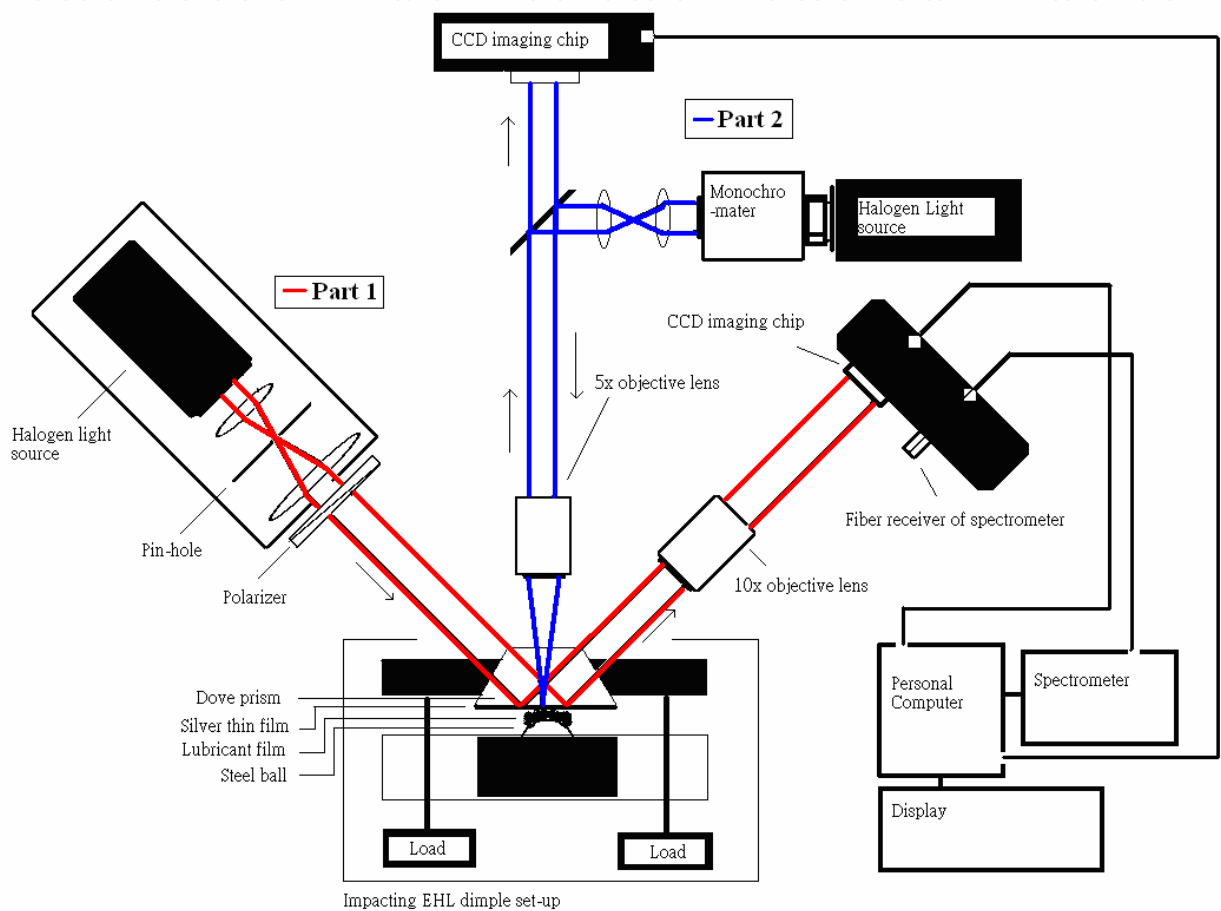 CCD imaging chip
Part 2
Monochro
-mater
Halogen Light
source
Part 1
CCD imaging chip
5x objective lens
Halogen light
source
Pin-hole
Polarizer
Fiber receiver of spectrometer
10x objective lens
Dove prism
Silver thin film
Lubricant film
Steel ball
Personal
Computer
Spectrometer
Display
Load
Load
Impacting EHL dimple set-up